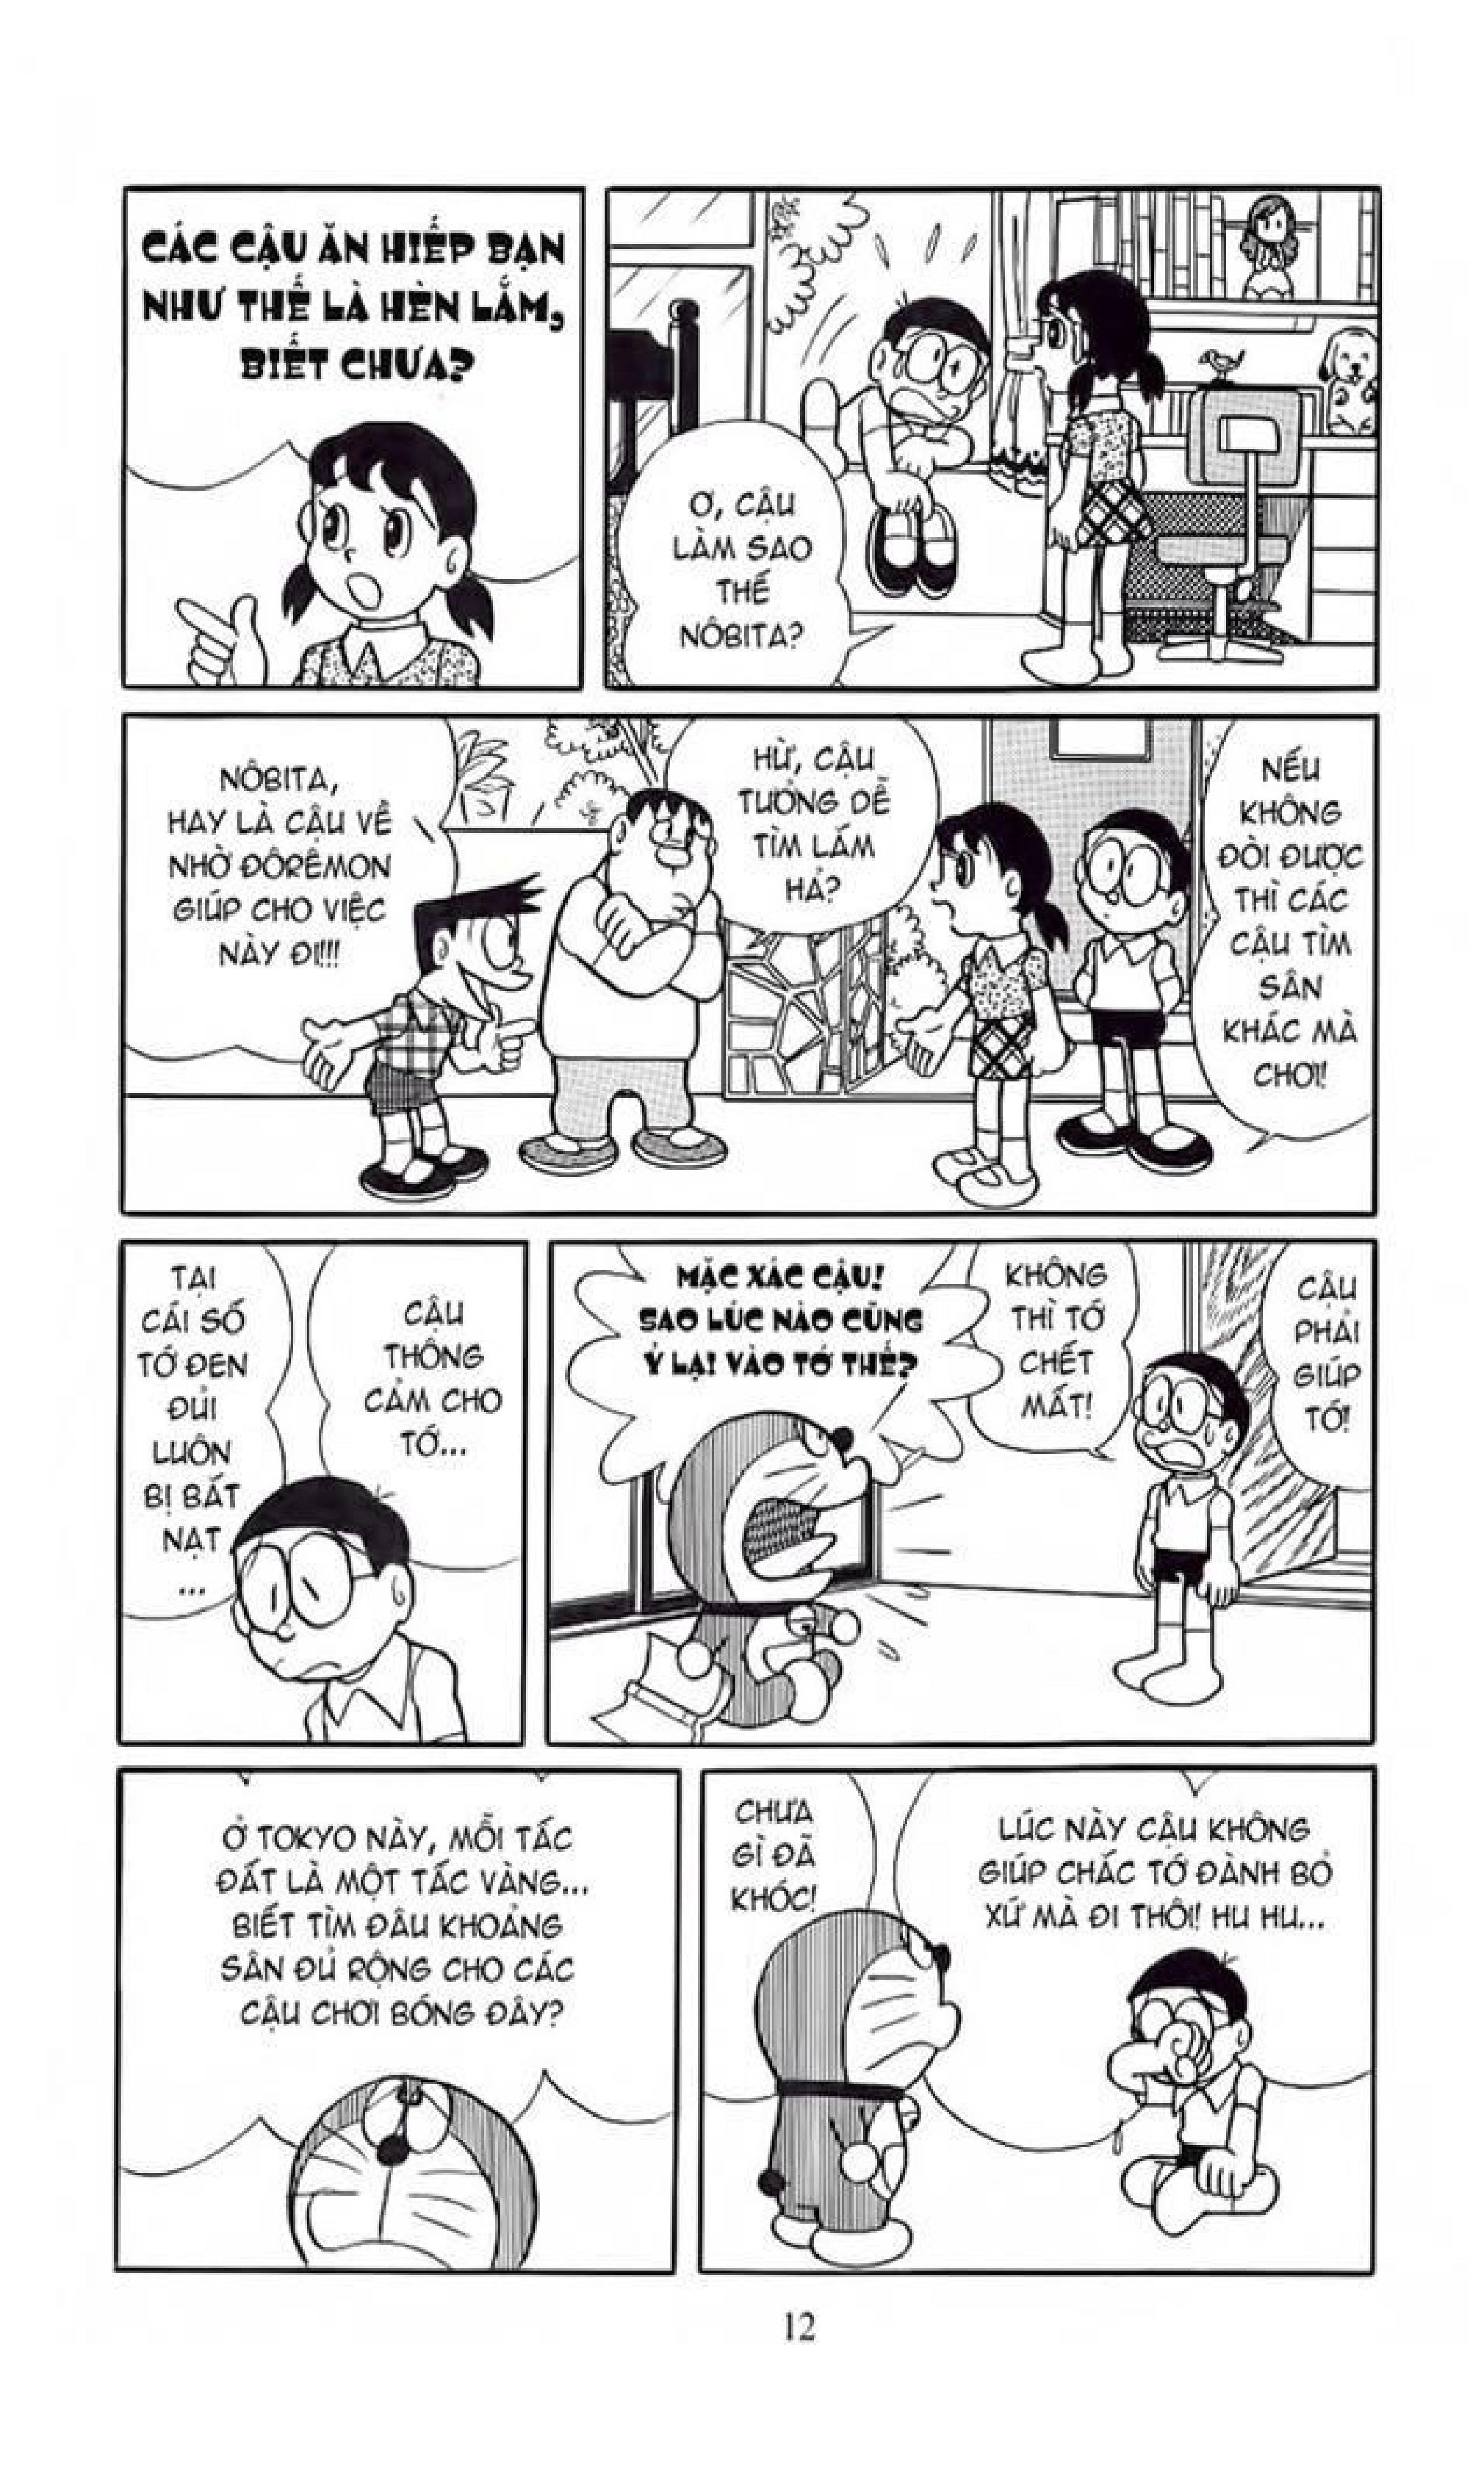 Ơ, CẬU
LÀM SAO
THẾ
NÔBITA?
CÁC CẬU ĂN HIẾP BẠN
NHƯ THẾ LÀ HÈN LẮM,
BIẾT CHƯA?
NẾU
KHÔNG
ĐÒI ĐƯỢC
THÌ CÁC
CẬU TÌM
SÂN
KHÁC MÀ
CHƠI!
HỪ, CẬU
TƯỞNG DỄ
TÌM LẮM
HẢ?
NÔBITA,
HAY LÀ CẬU VỀ
NHỜ ĐÔRÊMON
GIÚP CHO VIỆC
NÀY ĐI!!!
CẬU
PHẢI
GIÚP
TỚ!
KHÔNG
THÌ TỚ
CHẾT
MẤT!
MẶC XÁC CẬU!
SAO LÚC NÀO CŨNG
Ỷ LẠI VÀO TỚ THẾ?
CẬU
THÔNG
CẢM CHO
TỚ...
TẠI
CÁI SỐ
TỚ ĐEN
ĐỦI
LUÔN
BỊ BẮT
NẠT
...
LÚC NÀY CẬU KHÔNG
GIÚP CHẮC TỚ ĐÀNH BỎ
XỨ MÀ ĐI THÔI! HU HU...
CHƯA
GÌ ĐÃ
KHÓC!
Ở TOKYO NÀY, MỖI TẤC
ĐẤT LÀ MỘT TẤC VÀNG...
BIẾT TÌM ĐÂU KHOẢNG
SÂN ĐỦ RỘNG CHO CÁC
CẬU CHƠI BÓNG ĐÂY?
12